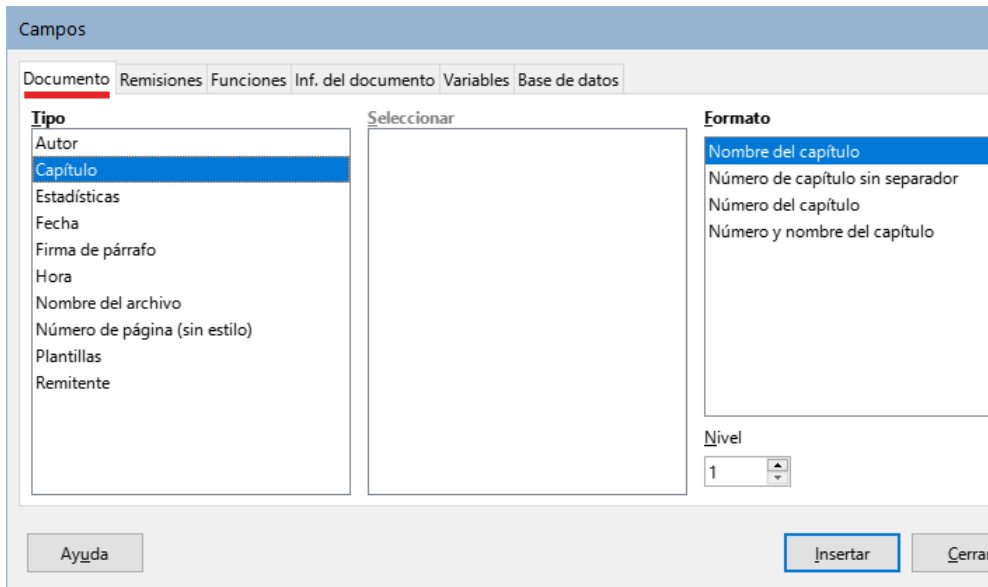 Campos
Documento Remisiones Funciones Inf. del documento Variables Base de datos
Tipo
Autor
Capítulo
Estadísticas
Fecha
Firma de párrafo
Hora
Nombre del archivo
Número de página (sin estilo)
Plantillas
Remitente
Seleccionar
Formato
Nombre del capítulo
Número de capítulo sin separador
Número del capítulo
Número y nombre del capítulo
Nivel
1
Ayuda
Insertar
Cerrar